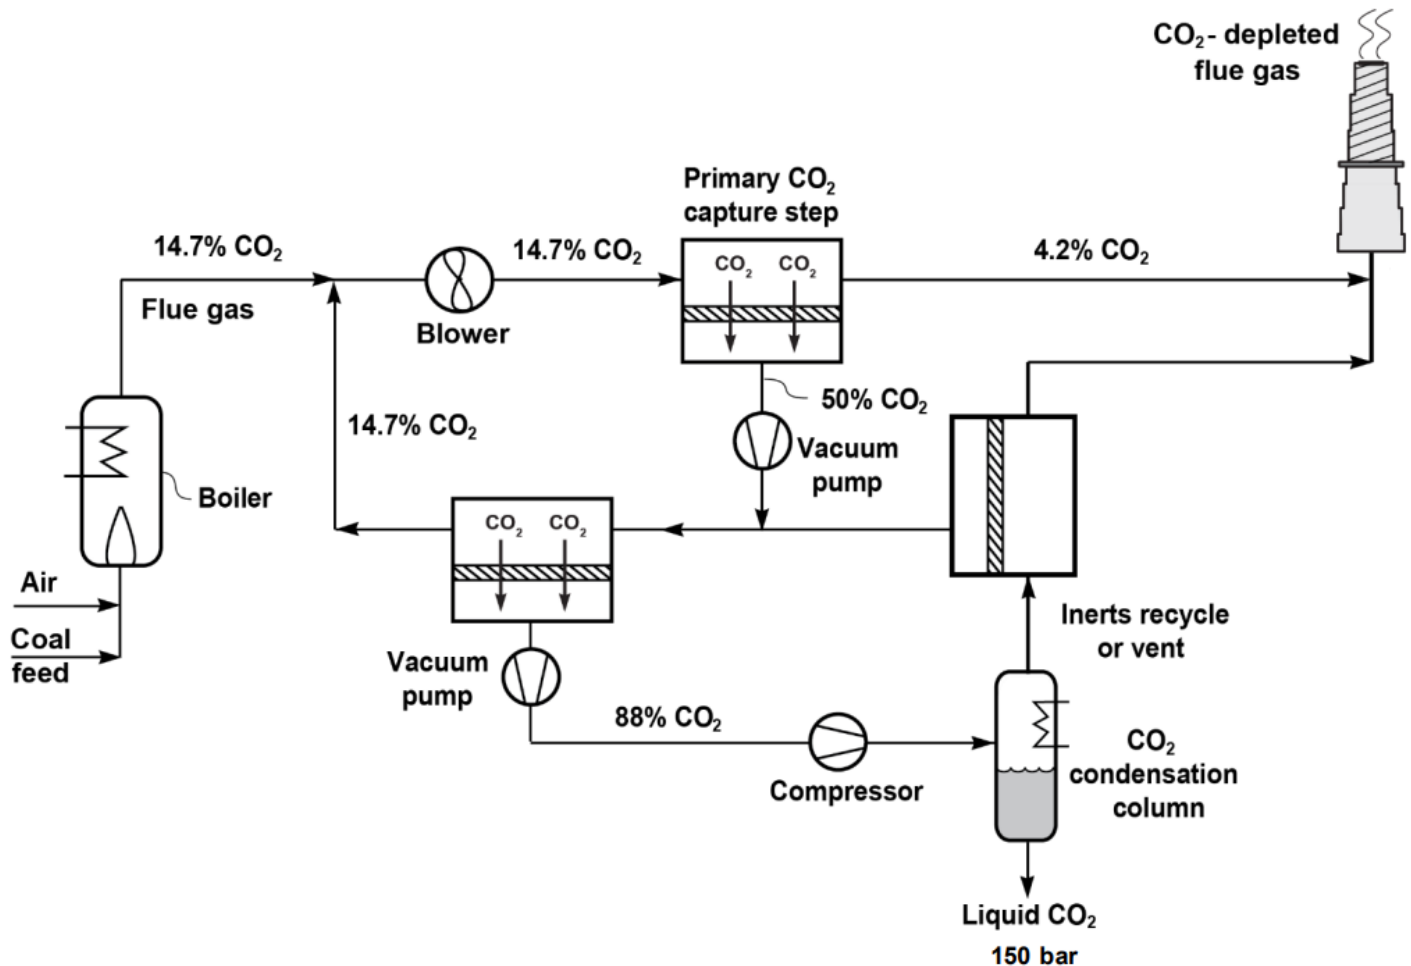 CO₂- depleted
flue gas
Primary CO₂
capture step
14.7% CO₂
14.7% CO₂
4.2% CO₂
CO₂ CO₂
Flue gas
Blower
50% CO₂
14.7% CO₂
Vacuum
pump
Boiler
CO₂ CO₂
Air
Coal
feed
Inerts recycle
or vent
Vacuum
pump
88% CO₂
CO₂
condensation
column
Compressor
Liquid CO₂
150 bar